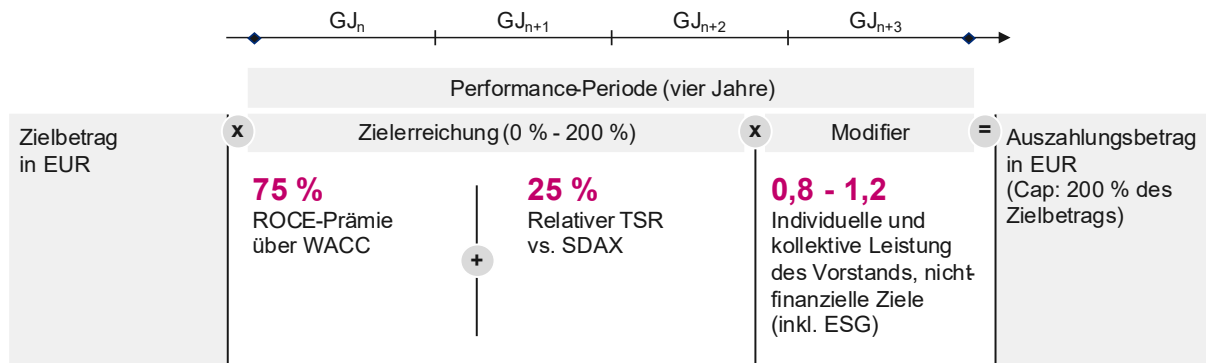 GJn GJn+1 GJn+2 GJn+3
Performance-Periode (vier Jahre)
Zielbetrag
in EUR
x
Zielerreichung (0 % - 200 %)
75 %
ROCE-Prämie
über WACC
+
25 %
Relativer TSR
vs. SDAX
x
Modifier
0,8 - 1,2
Individuelle und
kollektive Leistung
des Vorstands, nicht-
finanzielle Ziele
(inkl. ESG)
=
Auszahlungsbetrag
in EUR
(Cap: 200 % des
Zielbetrags)